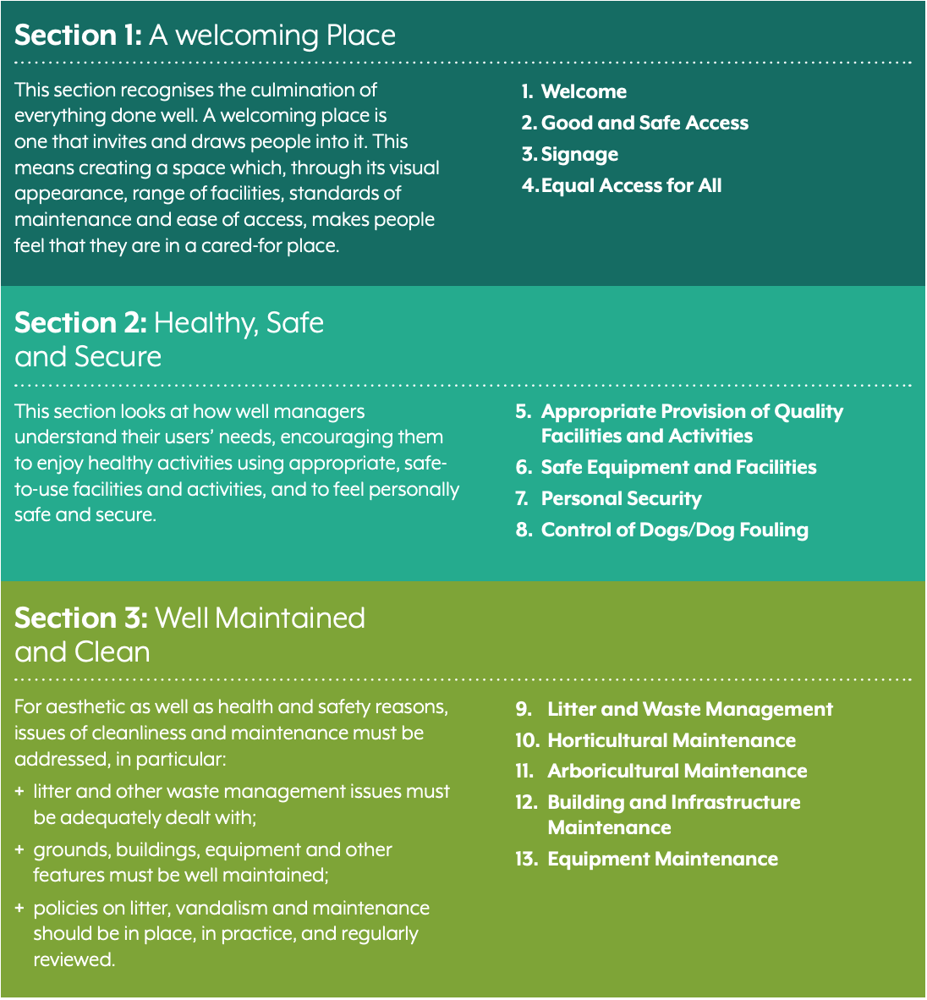 Section 1: A welcoming Place
This section recognises the culmination of
everything done well. A welcoming place is
one that invites and draws people into it. This
means creating a space which, through its visual
appearance, range of facilities, standards of
maintenance and ease of access, makes people
feel that they are in a cared-for place.
1. Welcome
2. Good and Safe Access
3. Signage
4. Equal Access for All
Section 2: Healthy, Safe
and Secure
This section looks at how well managers
understand their users’ needs, encouraging them
to enjoy healthy activities using appropriate, safe-
to-use facilities and activities, and to feel personally
safe and secure.
5. Appropriate Provision of Quality
Facilities and Activities
6. Safe Equipment and Facilities
7. Personal Security
8. Control of Dogs/Dog Fouling
Section 3: Well Maintained
and Clean
For aesthetic as well as health and safety reasons,
issues of cleanliness and maintenance must be
addressed, in particular:
+ litter and other waste management issues must
be adequately dealt with;
+ grounds, buildings, equipment and other
features must be well maintained;
+ policies on litter, vandalism and maintenance
should be in place, in practice, and regularly
reviewed.
9. Litter and Waste Management
10. Horticultural Maintenance
11. Arboricultural Maintenance
12. Building and Infrastructure
Maintenance
13. Equipment Maintenance